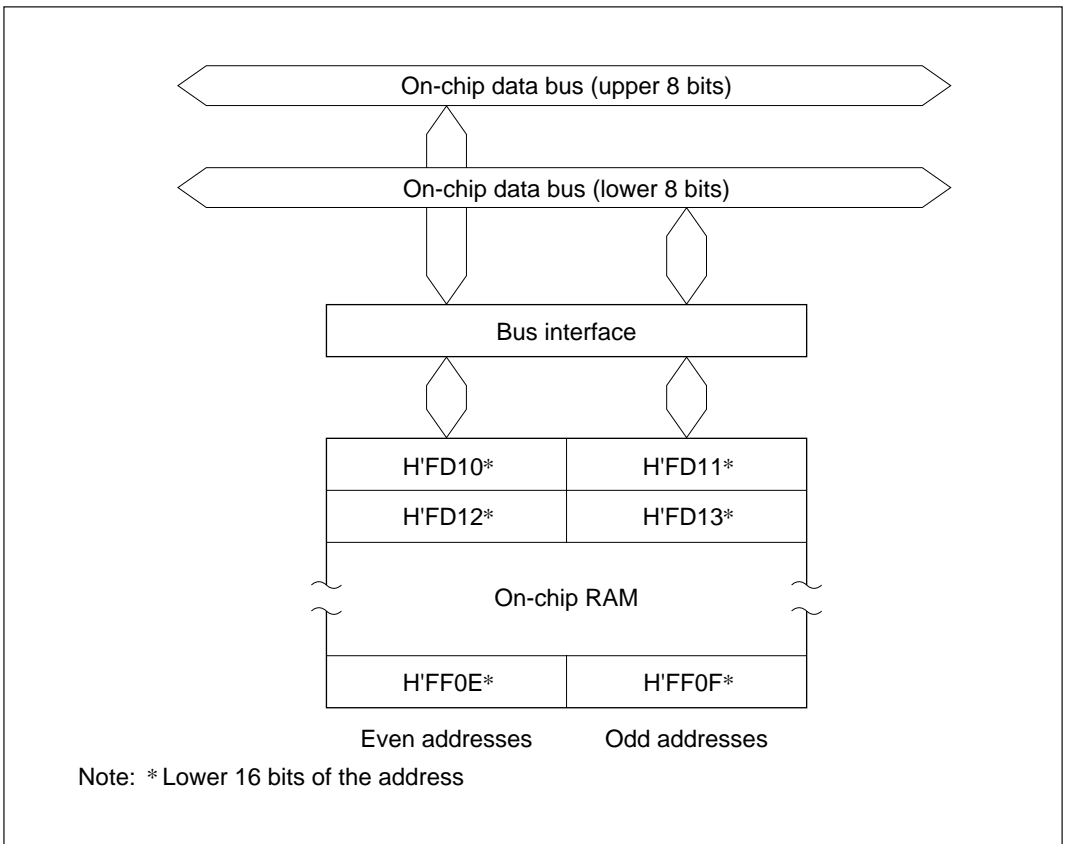 On-chip data bus (upper 8 bits)
On-chip data bus (lower 8 bits)
Bus interface
H'FD10* H'FD11*
H'FD12* H'FD13*
On-chip RAM
H'FF0E* H'FF0F*
Even addresses Odd addresses
Note: * Lower 16 bits of the address